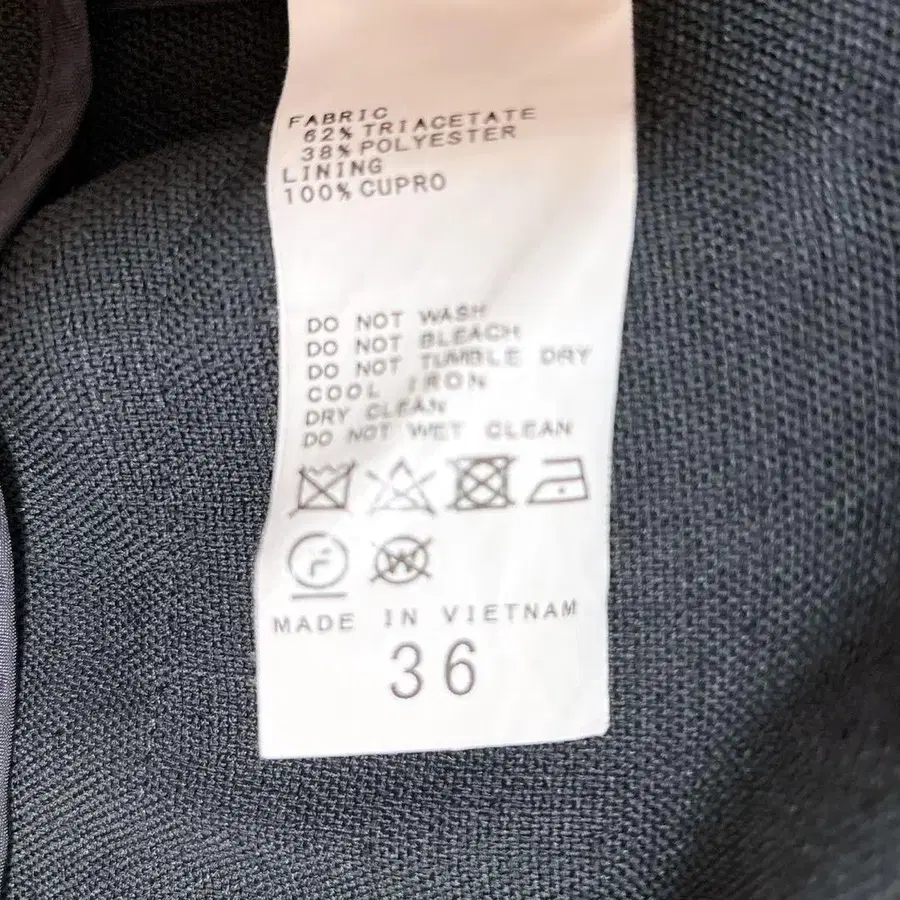 FABRIC
62% TRIACETATE
38% POLYESTER
LINING
100% CUPRO
DO NOT WASH
DO NOT BLEACH
DO NOT TUMBLE DRY
COOL IRON
DRY CLEAN
DO NOT WET CLEAN
F W
MADE IN VIETNAM
36